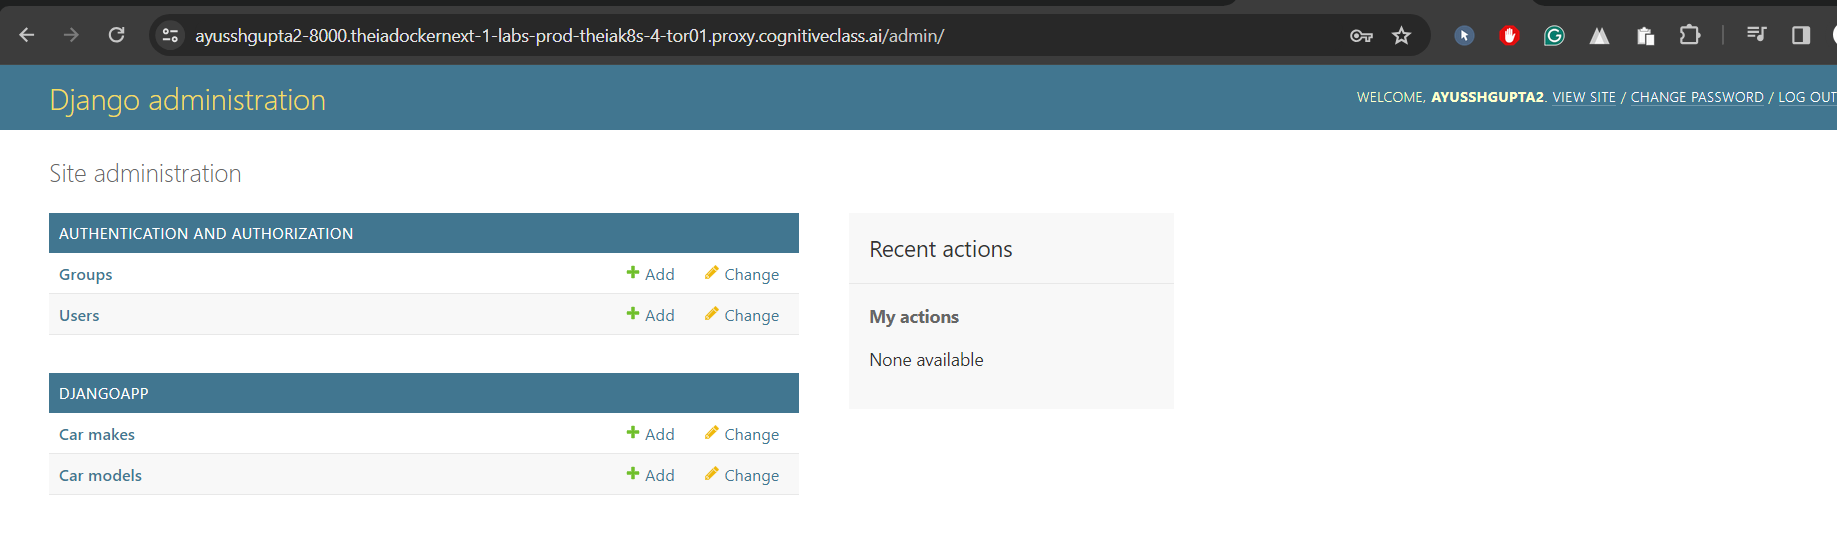 ayusshgupta2-8000.theiadockernext-1-labs-prod-theiak8s-4-tor01.proxy.cognitiveclass.ai/admin/
Django administration
WELCOME, AYUSSHGUPTA2. VIEW SITE / CHANGE PASSWORD / LOG OUT
Site administration
AUTHENTICATION AND AUTHORIZATION
Groups Add Change
Users Add Change
DJANGOAPP
Car makes Add Change
Car models Add Change
Recent actions
My actions
None available